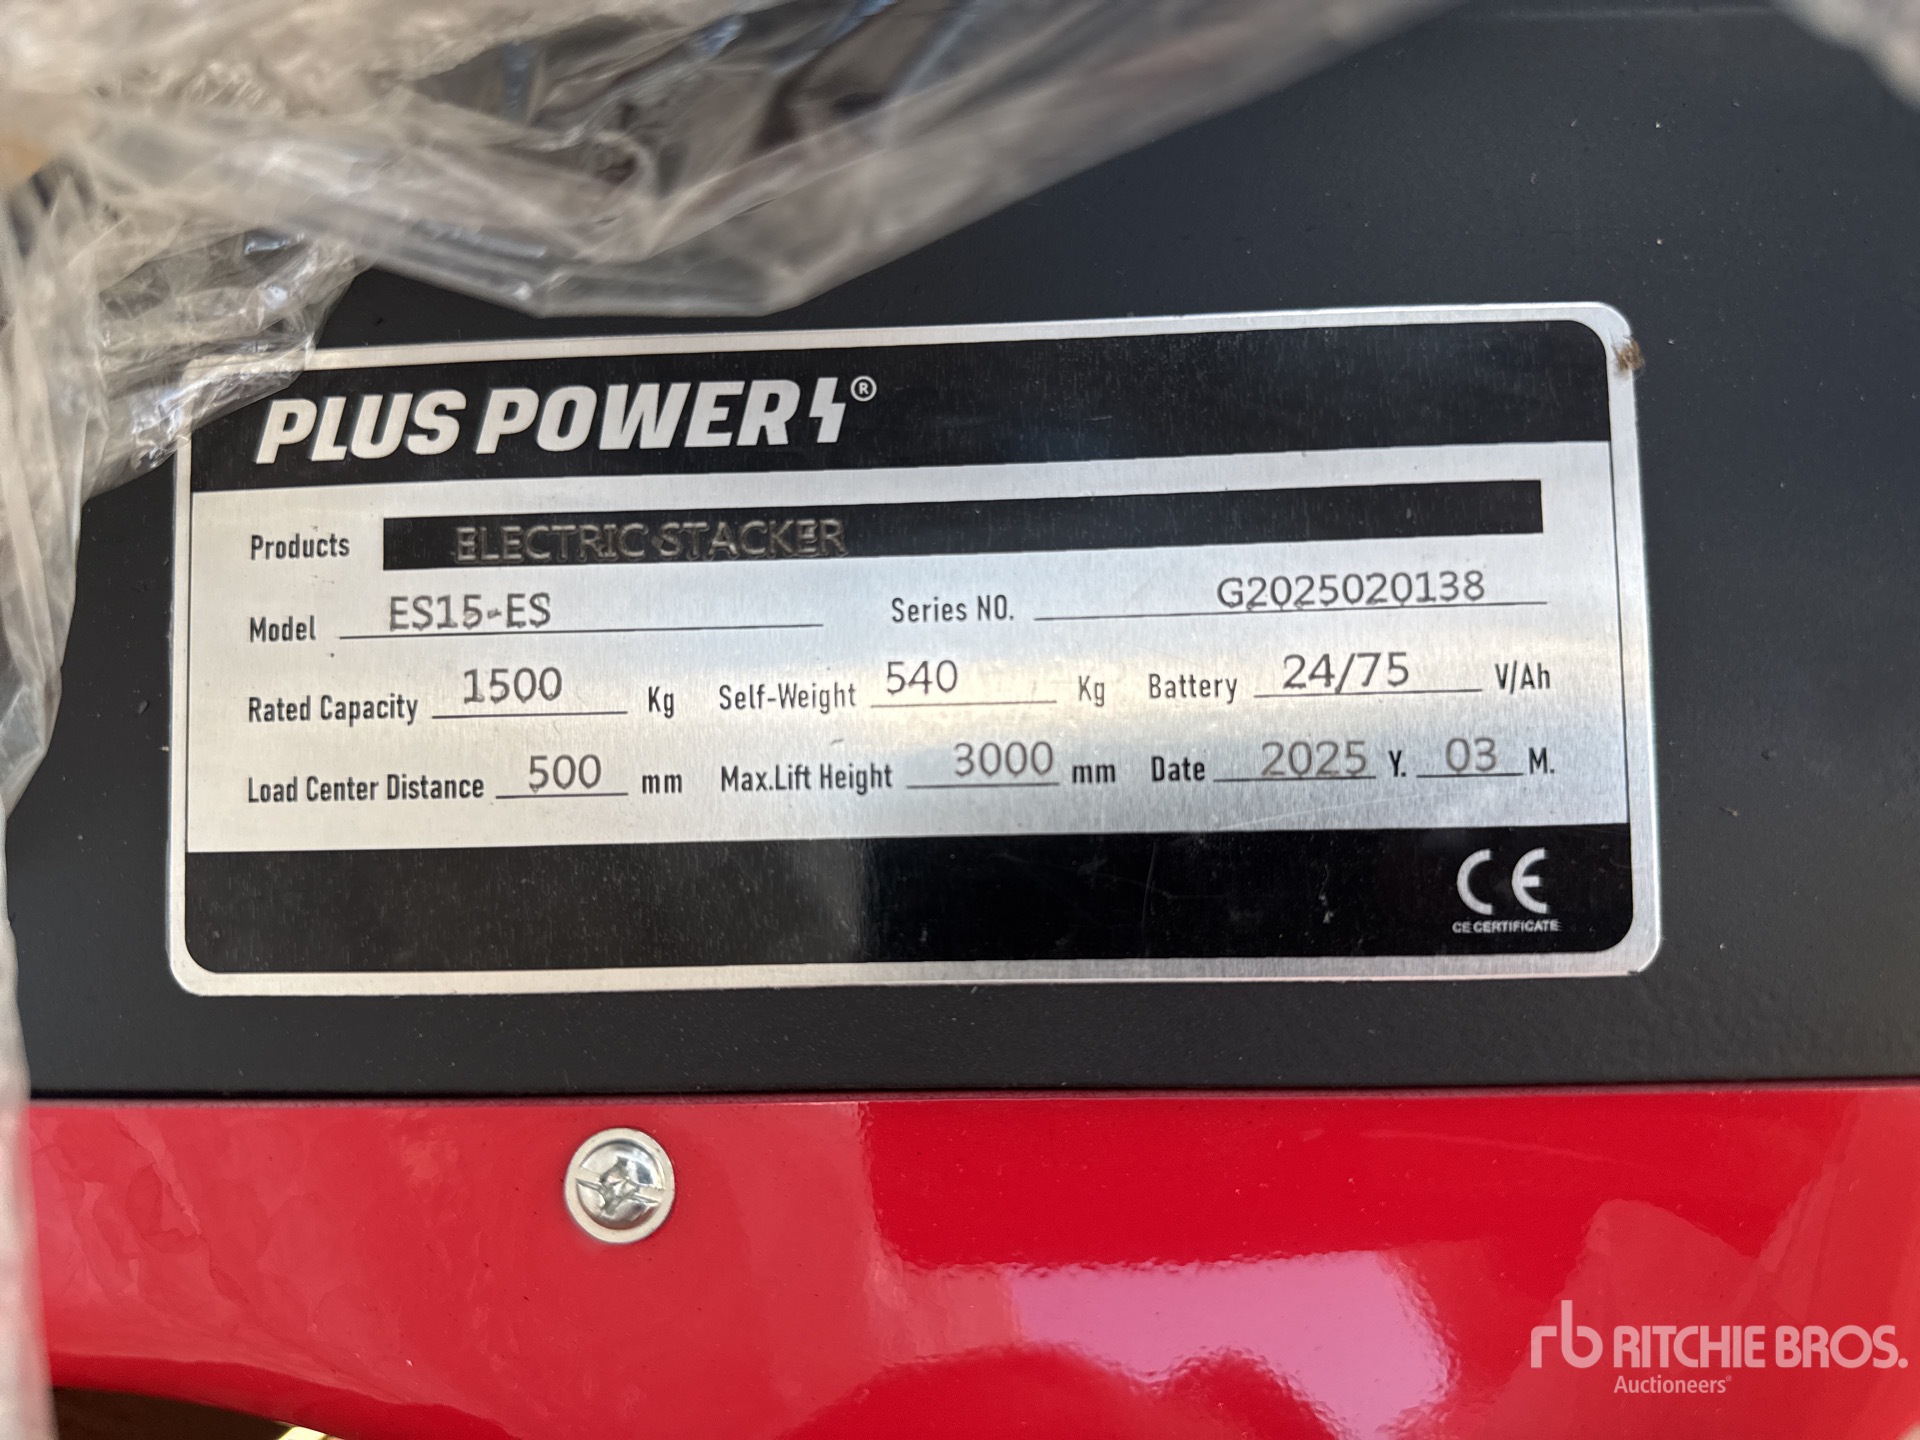 PLUS POWER®
Products ELECTRIC STACKER
Model ES15-ES Series NO. G2025020138
Rated Capacity 1500 Kg Self-Weight 540 Kg Battery 24/75 V/Ah
Load Center Distance 500 mm Max.Lift Height 3000 mm Date 2025 Y. 03 M.
CE
CE CERTIFICATE
rb RITCHIE BROS.
Auctioneers®